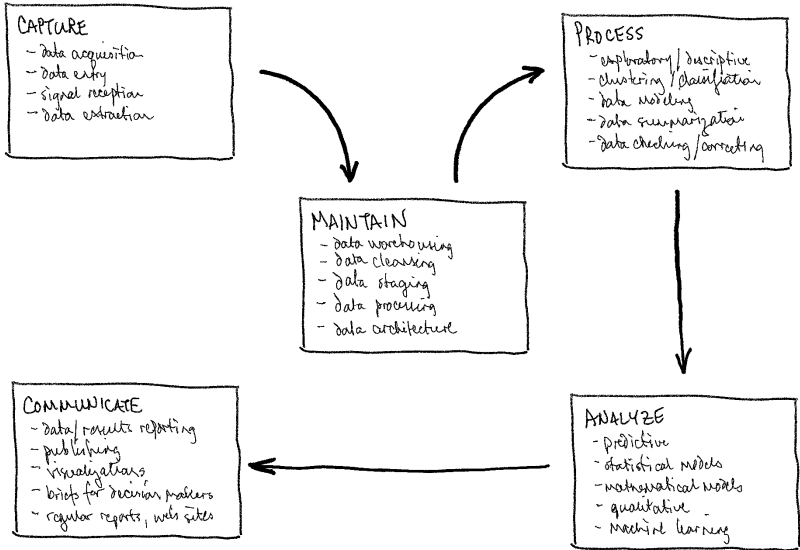 CAPTURE
- data acquisition
- data entry
- signal reception
- data extraction
PROCESS
- exploratory/descriptive
- clustering/classification
- data modeling
- data summarization
- data checking/correcting
MAINTAIN
- data warehousing
- data cleansing
- data staging
- data processing
- data architecture
COMMUNICATE
- data/results reporting
- publishing
- visualizations
- briefs for decision makers
- regular reports, web sites
ANALYZE
- predictive
- statistical models
- mathematical models
- qualitative
- machine learning